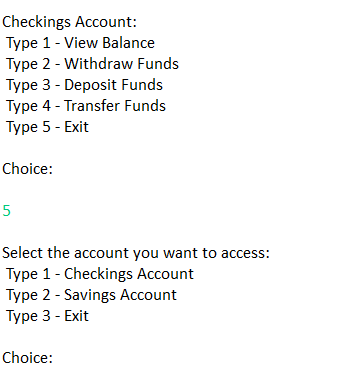 Checkings Account:
Type 1 - View Balance
Type 2 - Withdraw Funds
Type 3 - Deposit Funds
Type 4 - Transfer Funds
Type 5 - Exit
Choice:
5
Select the account you want to access:
Type 1 - Checkings Account
Type 2 - Savings Account
Type 3 - Exit
Choice: